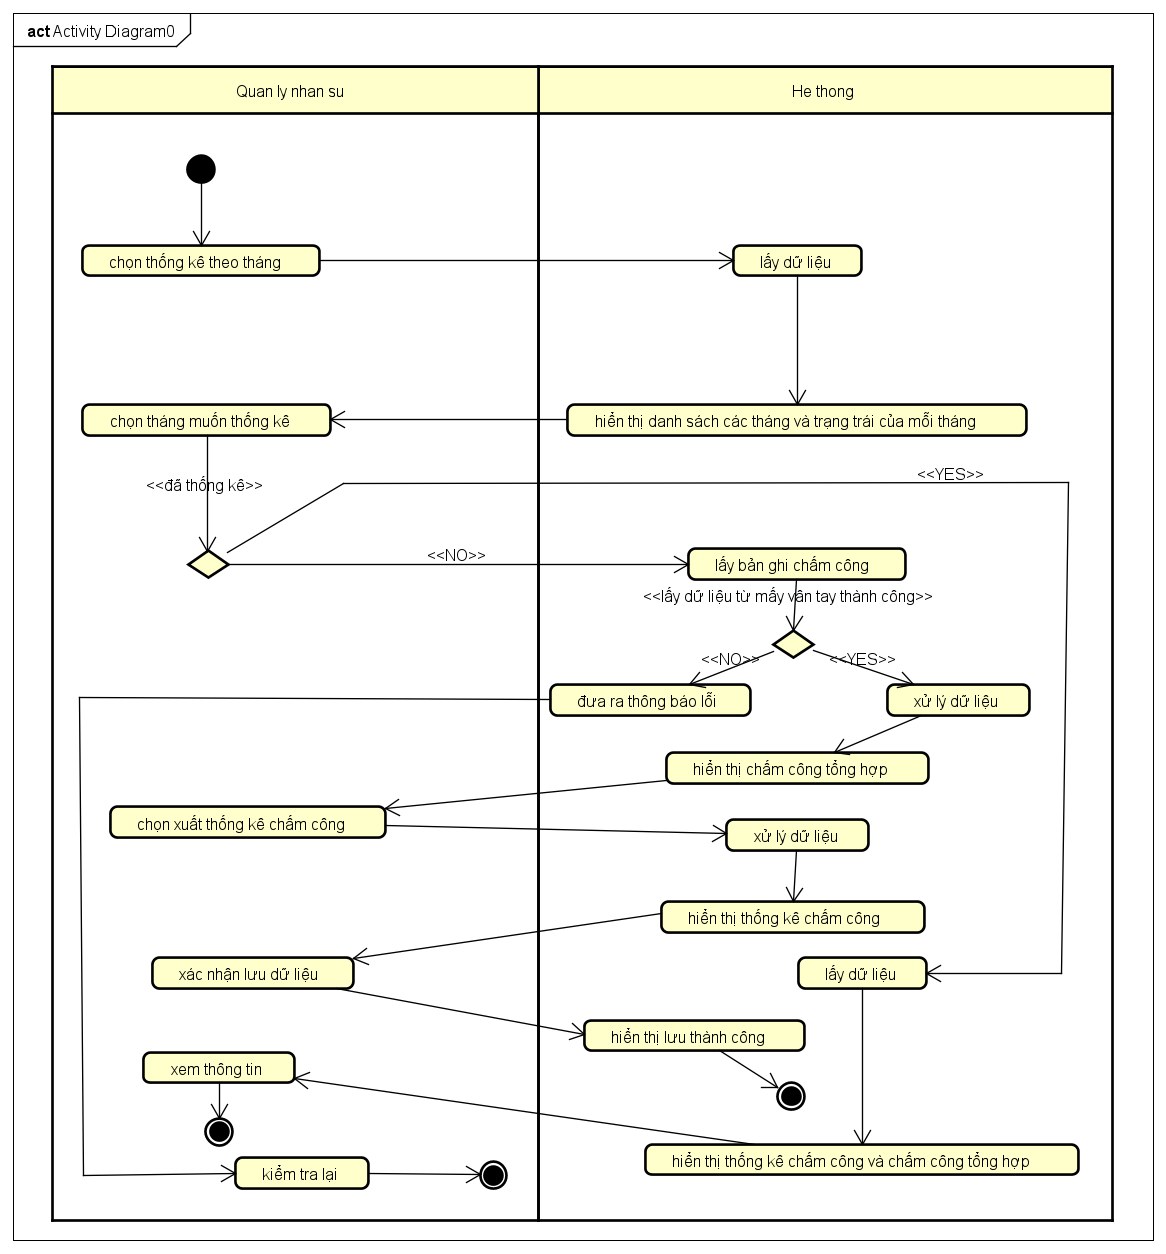 act Activity Diagram0
Quan ly nhan su
He thong
chọn thống kê theo tháng
lấy dữ liệu
chọn tháng muốn thống kê
hiển thị danh sách các tháng và trạng trái của mỗi tháng
<<YES>>
<<đã thống kê>>
<<NO>>
lấy bản ghi chấm công
<<lấy dữ liệu từ mấy vân tay thành công>>
<<NO>>
<<YES>>
đưa ra thông báo lỗi
xử lý dữ liệu
hiển thị chấm công tổng hợp
chọn xuất thống kê chấm công
xử lý dữ liệu
hiển thị thống kê chấm công
xác nhận lưu dữ liệu
lấy dữ liệu
hiển thị lưu thành công
xem thông tin
hiển thị thống kê chấm công và chấm công tổng hợp
kiểm tra lại